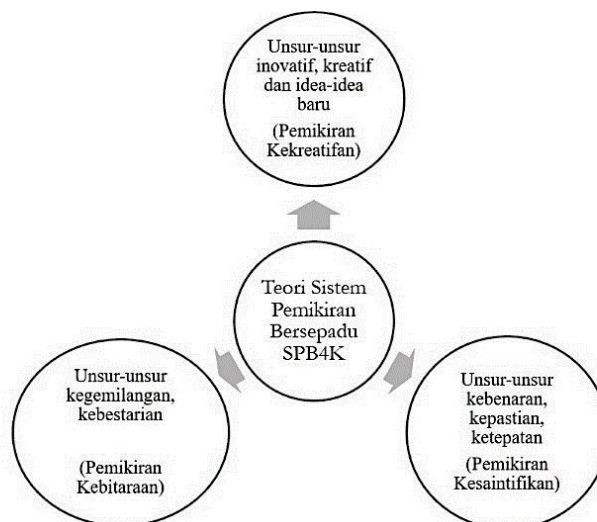 Unsur-unsur
inovatif, kreatif
dan idea-idea
baru
(Pemikiran
Kekreatifan)
Teori Sistem
Pemikiran
Bersepadu
SPB4K
Unsur-unsur
kegemilangan,
kebestarian
(Pemikiran
Kebitaraan)
Unsur-unsur
kebenaran,
kepastian,
ketepatan
(Pemikiran
Kesaintifikan)